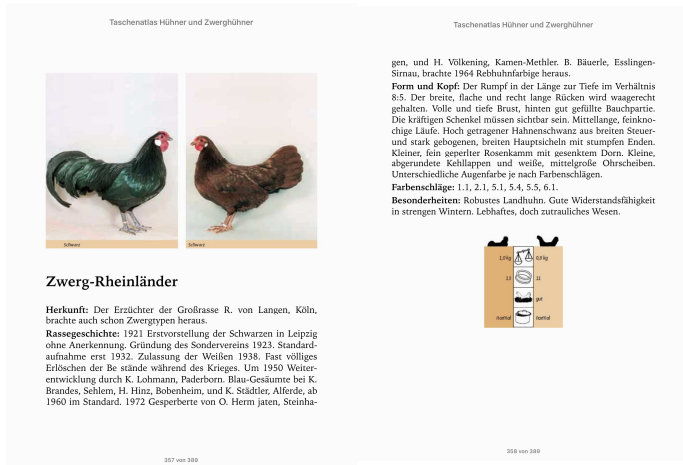 Taschenatlas Hühner und Zwerghühner
Schwarz
Schwarz
Zwerg-Rheinländer
Herkunft: Der Erzüchter der Großrasse R. von Langen, Köln,
brachte auch schon Zwergtypen heraus.
Rassegeschichte: 1921 Erstvorstellung der Schwarzen in Leipzig
ohne Anerkennung. Gründung des Sondervereins 1923. Standard-
aufnahme erst 1932. Zulassung der Weißen 1938. Fast völliges
Erlöschen der Be stände während des Krieges. Um 1950 Weiter-
entwicklung durch K. Lohmann, Paderborn. Blau-Gesäumte bei K.
Brandes, Sehlem, H. Hinz, Bobenheim, und K. Städtler, Alferde, ab
1960 im Standard. 1972 Gesperberte von O. Herm jaten, Steinha-
357 von 389
Taschenatlas Hühner und Zwerghühner
gen, und H. Völkening, Kamen-Methler. B. Bäuerle, Esslingen-
Sirnau, brachte 1964 Rebhuhnfarbige heraus.
Form und Kopf: Der Rumpf in der Länge zur Tiefe im Verhältnis
8:5. Der breite, flache und recht lange Rücken wird waagerecht
gehalten. Volle und tiefe Brust, hinten gut gefüllte Bauchpartie.
Die kräftigen Schenkel müssen sichtbar sein. Mittellange, feinkno-
chige Läufe. Hoch getragener Hahnenschwanz aus breiten Steuer-
und stark gebogenen, breiten Hauptsicheln mit stumpfen Enden.
Kleiner, fein geperlter Rosenkamm mit gesenktem Dorn. Kleine,
abgerundete Kehllappen und weiße, mittelgroße Ohrscheiben.
Unterschiedliche Augenfarbe je nach Farbenschlägen.
Farbenschläge: 1.1, 2.1, 5.1, 5.4, 5.5, 6.1.
Besonderheiten: Robustes Landhuhn. Gute Widerstandsfähigkeit
in strengen Wintern. Lebhaftes, doch zutrauliches Wesen.
1,0 kg 0,8 kg
13 11
gut
normal normal
358 von 389